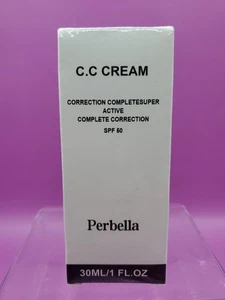 C.C CREAM
CORRECTION COMPLETESUPER
ACTIVE
COMPLETE CORRECTION
SPF 50
Perbella
30ML/1 FL.OZ